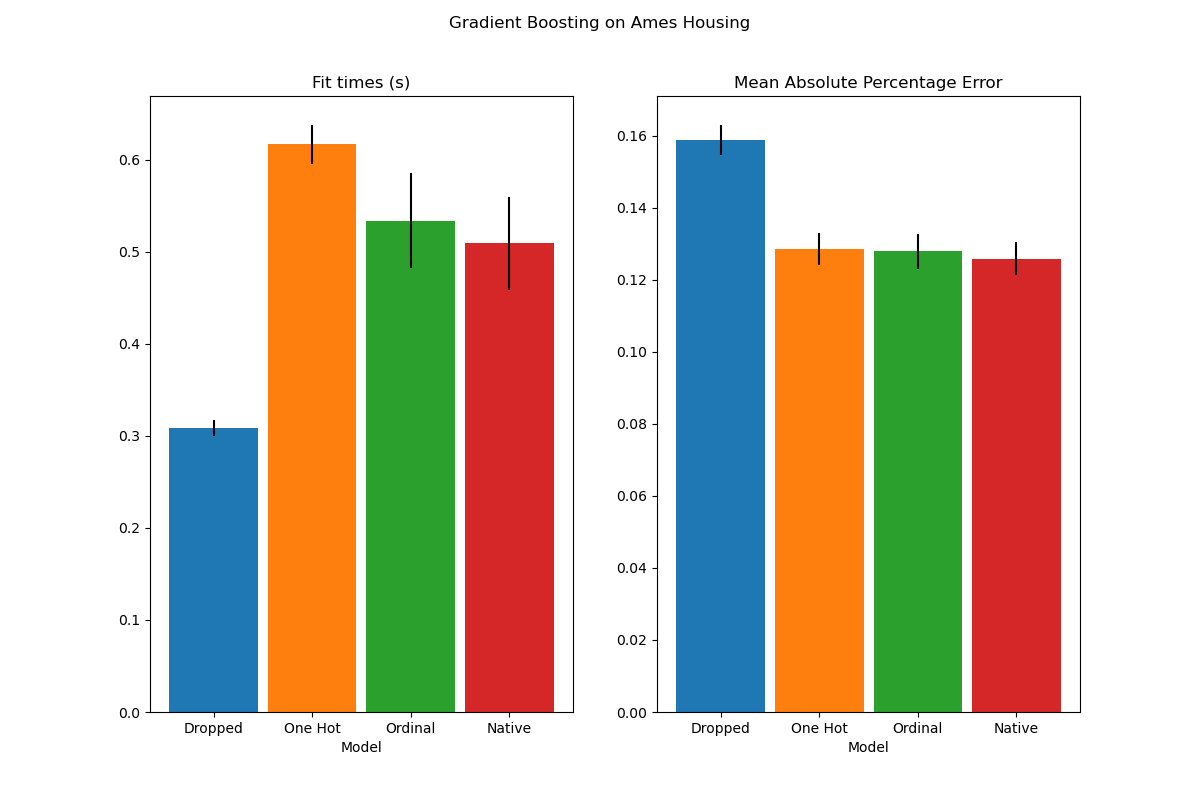 Gradient Boosting on Ames Housing
Fit times (s)
0.6
0.5
0.4
0.3
0.2
0.1
0.0
Dropped One Hot Ordinal Native
Model
Mean Absolute Percentage Error
0.16
0.14
0.12
0.10
0.08
0.06
0.04
0.02
0.00
Dropped One Hot Ordinal Native
Model